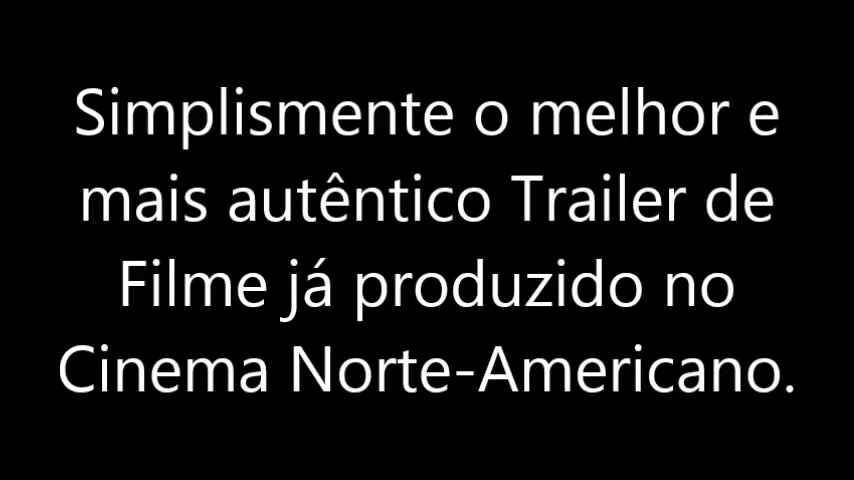 Simplismente o melhor e
mais autêntico Trailer de
Filme já produzido no
Cinema Norte-Americano.